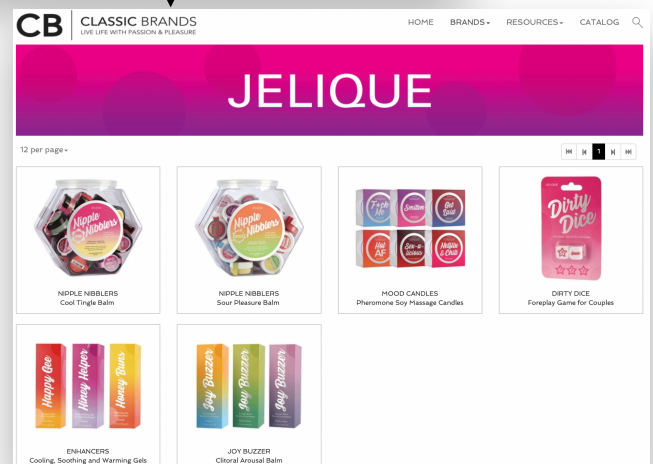 CB CLASSIC BRANDS
LIVE LIFE WITH PASSION & PLEASURE
HOME BRANDS RESOURCES CATALOG
JELIQUE
12 per page
1
Nipple Nibblers
Nipple Nibblers
F*ck Me
Smitten
Get Laid
Hot AF
Sex-a-licious
Netflix & Chill
Dirty Dice
NIPPLE NIBBLERS
Cool Tingle Balm
NIPPLE NIBBLERS
Sour Pleasure Balm
MOOD CANDLES
Pheromone Soy Massage Candles
DIRTY DICE
Foreplay Game for Couples
Happy Gee
Hiney Helper
Honey Buns
Joy Buzzer
Joy Buzzer
Joy Buzzer
ENHANCERS
Cooling, Soothing and Warming Gels
JOY BUZZER
Clitoral Arousal Balm